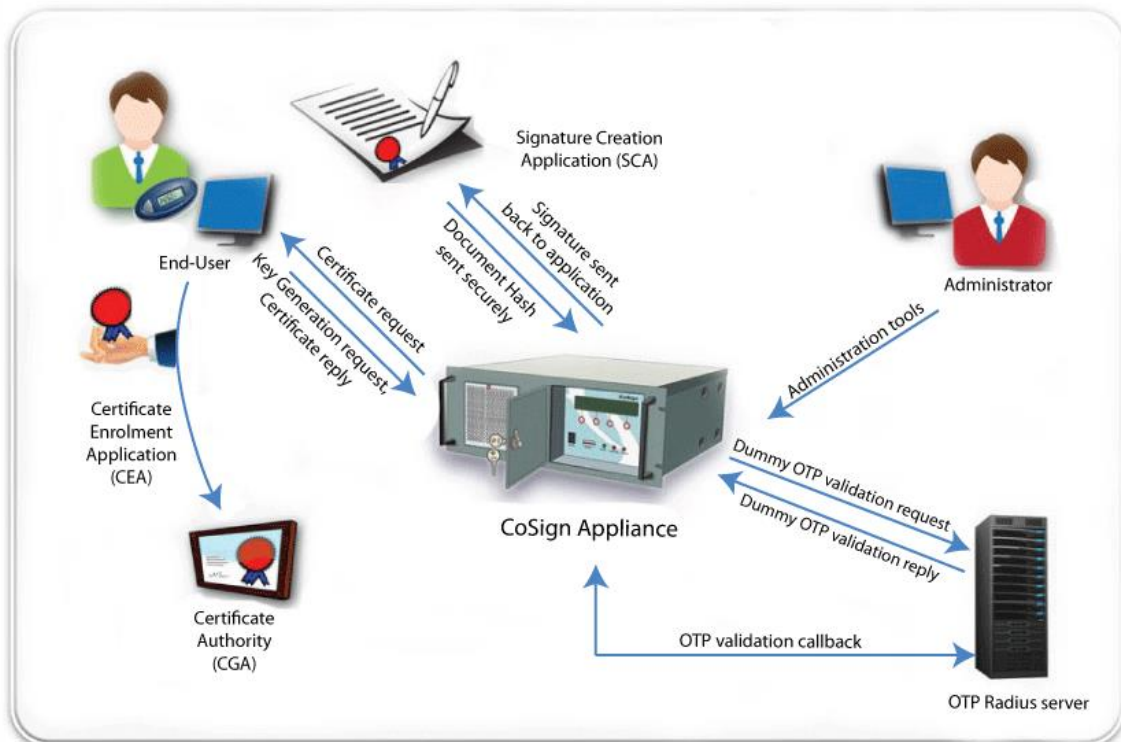 Signature Creation
Application (SCA)
End-User
Administrator
Certificate request
Key Generation request,
Certificate reply
Signature sent
back to application
Document Hash
sent securely
Administration tools
Certificate
Enrolment
Application
(CEA)
CoSign Appliance
Dummy OTP validation request
Dummy OTP validation reply
Certificate
Authority
(CGA)
OTP validation callback
OTP Radius server